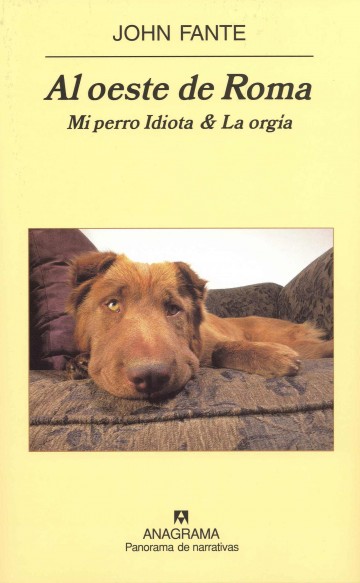 JOHN FANTE
Al oeste de Roma
Mi perro Idiota & La orgía
ANAGRAMA
Panorama de narrativas